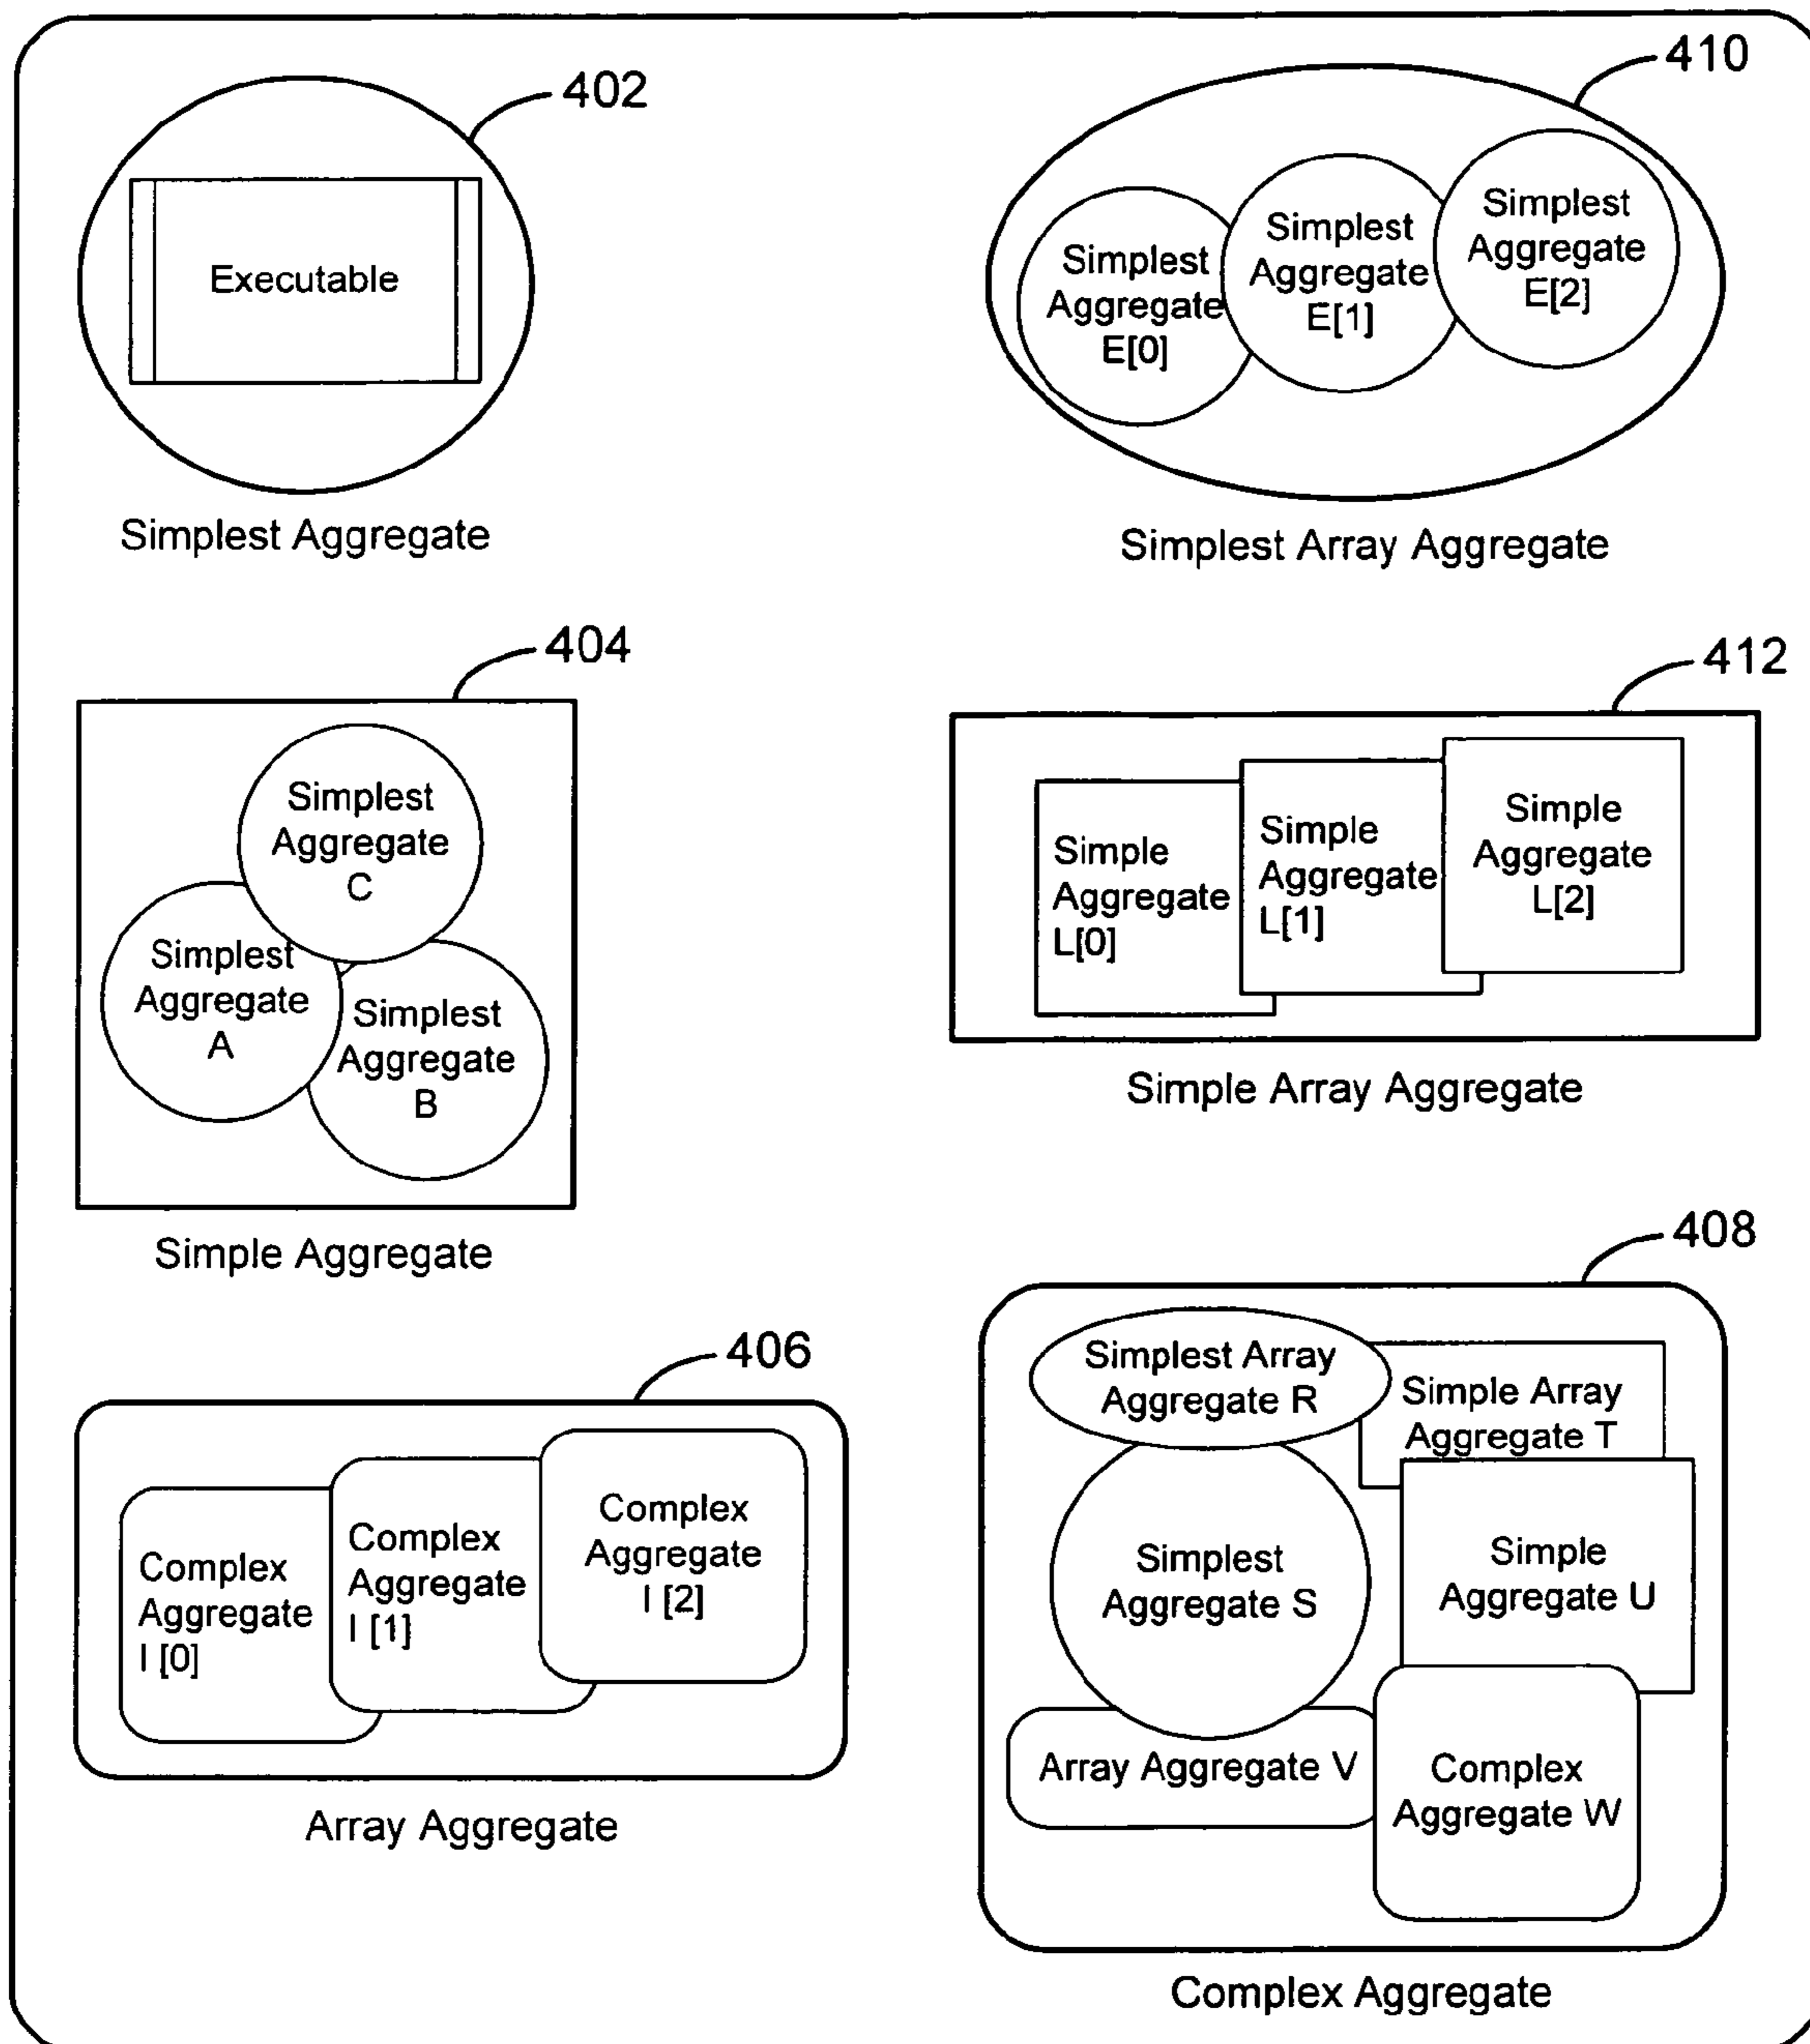 402
Executable
Simplest Aggregate
410
Simplest
Aggregate
E[0]
Simplest
Aggregate
E[1]
Simplest
Aggregate
E[2]
Simplest Array Aggregate
404
Simplest
Aggregate
C
Simplest
Aggregate
A
Simplest
Aggregate
B
Simple Aggregate
412
Simple
Aggregate
L[0]
Simple
Aggregate
L[1]
Simple
Aggregate
L[2]
Simple Array Aggregate
406
Complex
Aggregate
I [0]
Complex
Aggregate
I [1]
Complex
Aggregate
I [2]
Array Aggregate
408
Simplest Array
Aggregate R
Simple Array
Aggregate T
Simplest
Aggregate S
Simple
Aggregate U
Array Aggregate V
Complex
Aggregate W
Complex Aggregate